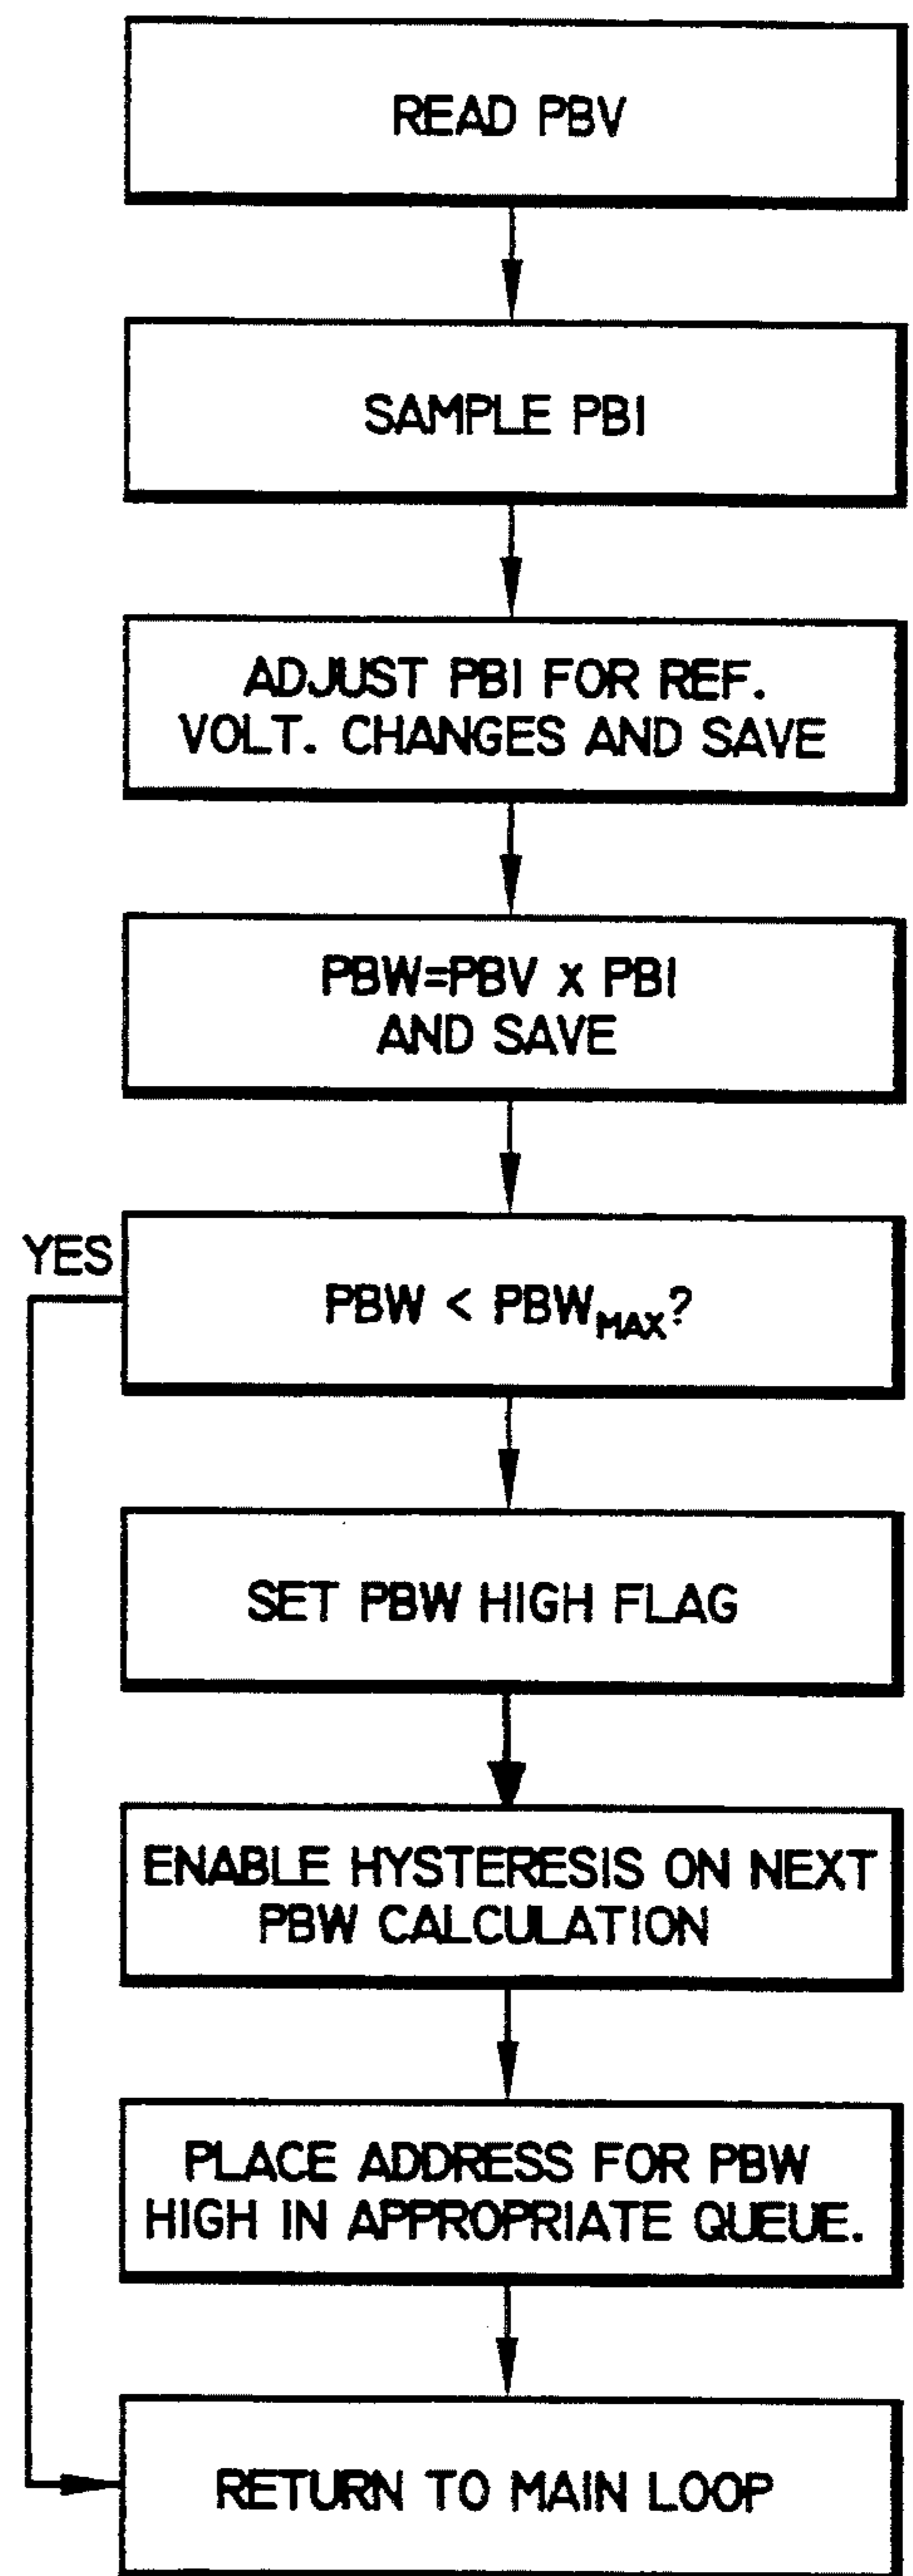 READ PBV
SAMPLE PBI
ADJUST PBI FOR REF.
VOLT. CHANGES AND SAVE
PBW=PBV x PBI
AND SAVE
YES
PBW < PBW_MAX?
SET PBW HIGH FLAG
ENABLE HYSTERESIS ON NEXT
PBW CALCULATION
PLACE ADDRESS FOR PBW
HIGH IN APPROPRIATE QUEUE.
RETURN TO MAIN LOOP